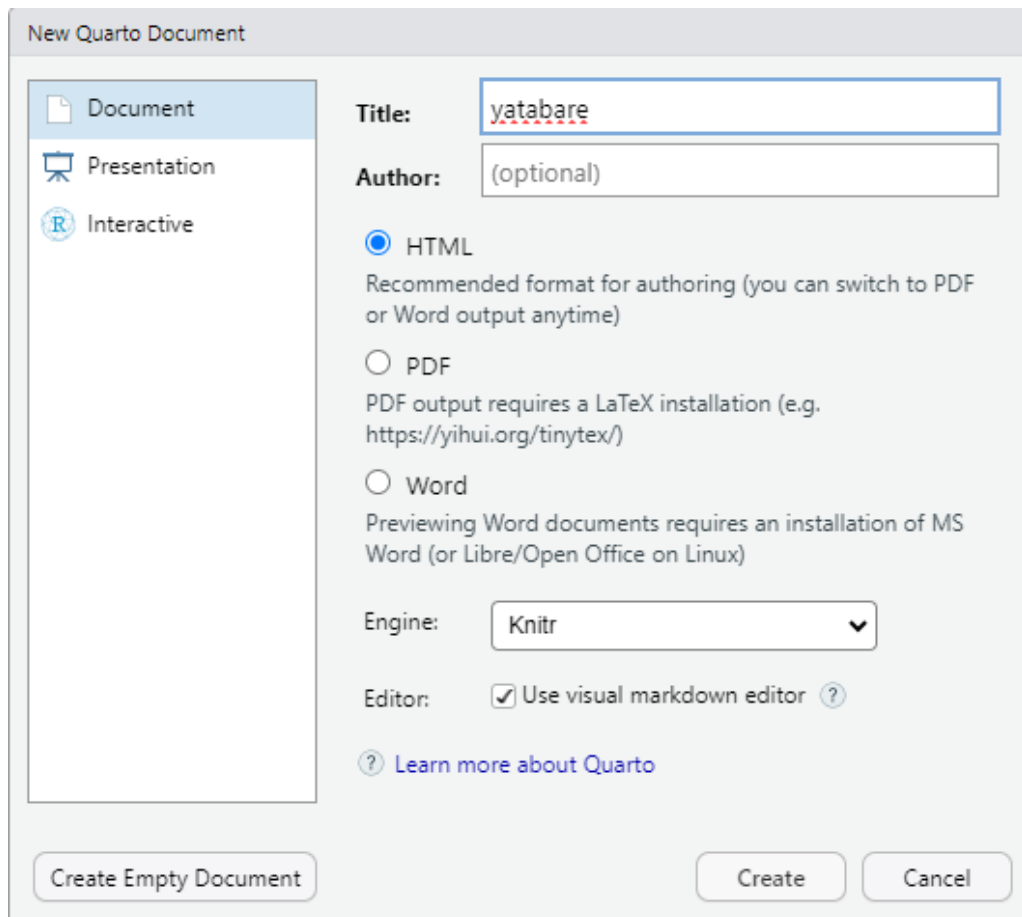 New Quarto Document
Document
Presentation
R Interactive
Title: yatabare
Author: (optional)
HTML
Recommended format for authoring (you can switch to PDF
or Word output anytime)
PDF
PDF output requires a LaTeX installation (e.g.
https://yihui.org/tinytex/)
Word
Previewing Word documents requires an installation of MS
Word (or Libre/Open Office on Linux)
Engine: Knitr
Editor: Use visual markdown editor ?
? Learn more about Quarto
Create Empty Document Create Cancel